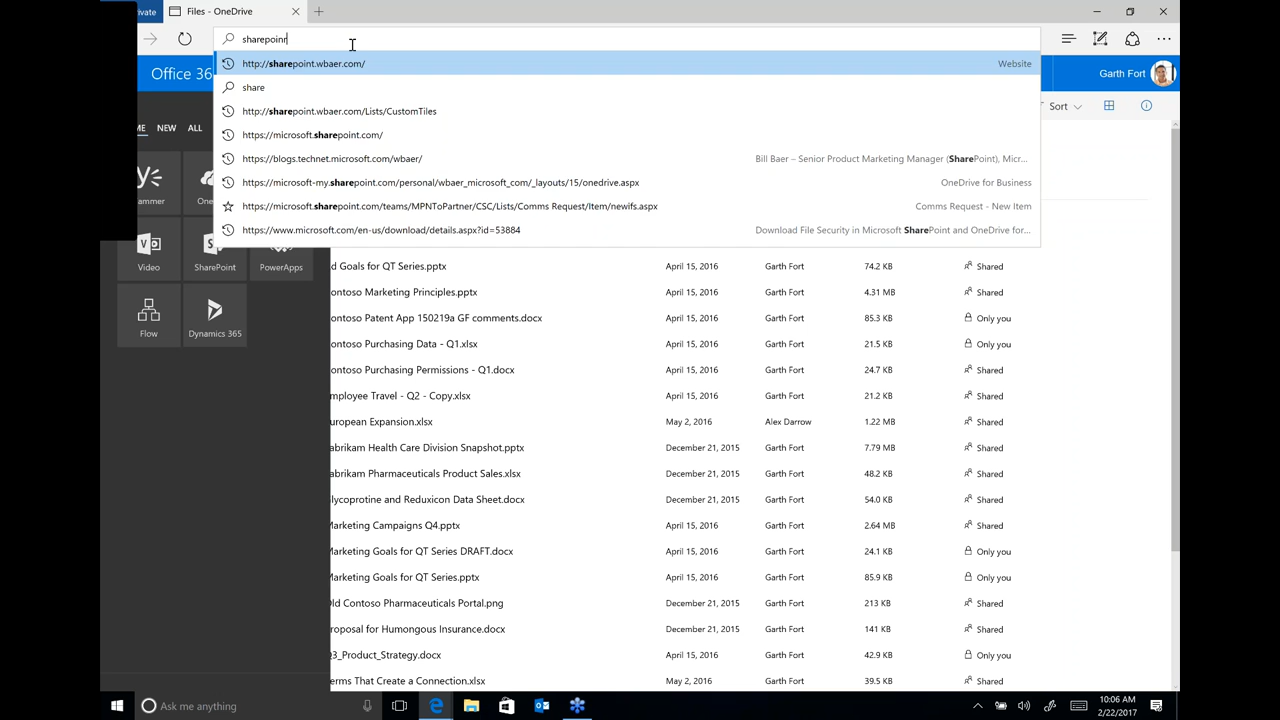 ivate Files - OneDrive
sharepoinr
http://sharepoint.wbaer.com/ Website
share
http://sharepoint.wbaer.com/Lists/CustomTiles
https://microsoft.sharepoint.com/
https://blogs.technet.microsoft.com/wbaer/ Bill Baer – Senior Product Marketing Manager (SharePoint), Micr...
https://microsoft-my.sharepoint.com/personal/wbaer_microsoft_com/_layouts/15/onedrive.aspx OneDrive for Business
https://microsoft.sharepoint.com/teams/MPNToPartner/CSC/Lists/Comms Request/Item/newifs.aspx Comms Request - New Item
https://www.microsoft.com/en-us/download/details.aspx?id=53884 Download File Security in Microsoft SharePoint and OneDrive for...
Office 36 Garth Fort
Sort
ME NEW ALL
ammer One
Video SharePoint PowerApps
Flow Dynamics 365
d Goals for QT Series.pptx April 15, 2016 Garth Fort 74.2 KB Shared
ontoso Marketing Principles.pptx April 15, 2016 Garth Fort 4.31 MB Shared
ontoso Patent App 150219a GF comments.docx April 15, 2016 Garth Fort 85.3 KB Only you
ontoso Purchasing Data - Q1.xlsx April 15, 2016 Garth Fort 21.5 KB Only you
ontoso Purchasing Permissions - Q1.docx April 15, 2016 Garth Fort 24.7 KB Shared
mployee Travel - Q2 - Copy.xlsx April 15, 2016 Garth Fort 21.2 KB Shared
uropean Expansion.xlsx May 2, 2016 Alex Darrow 1.22 MB Shared
abrikam Health Care Division Snapshot.pptx December 21, 2015 Garth Fort 7.79 MB Shared
abrikam Pharmaceuticals Product Sales.xlsx December 21, 2015 Garth Fort 48.2 KB Shared
lycoprotine and Reduxicon Data Sheet.docx December 21, 2015 Garth Fort 54.0 KB Shared
Marketing Campaigns Q4.pptx April 15, 2016 Garth Fort 2.64 MB Shared
Marketing Goals for QT Series DRAFT.docx April 15, 2016 Garth Fort 24.1 KB Only you
Marketing Goals for QT Series.pptx April 15, 2016 Garth Fort 85.9 KB Only you
Old Contoso Pharmaceuticals Portal.png December 21, 2015 Garth Fort 213 KB Shared
roposal for Humongous Insurance.docx December 21, 2015 Garth Fort 141 KB Shared
Q3_Product_Strategy.docx April 15, 2016 Garth Fort 42.9 KB Only you
erms That Create a Connection.xlsx May 2, 2016 Garth Fort 39.5 KB Shared
Ask me anything
10:06 AM
2/22/2017